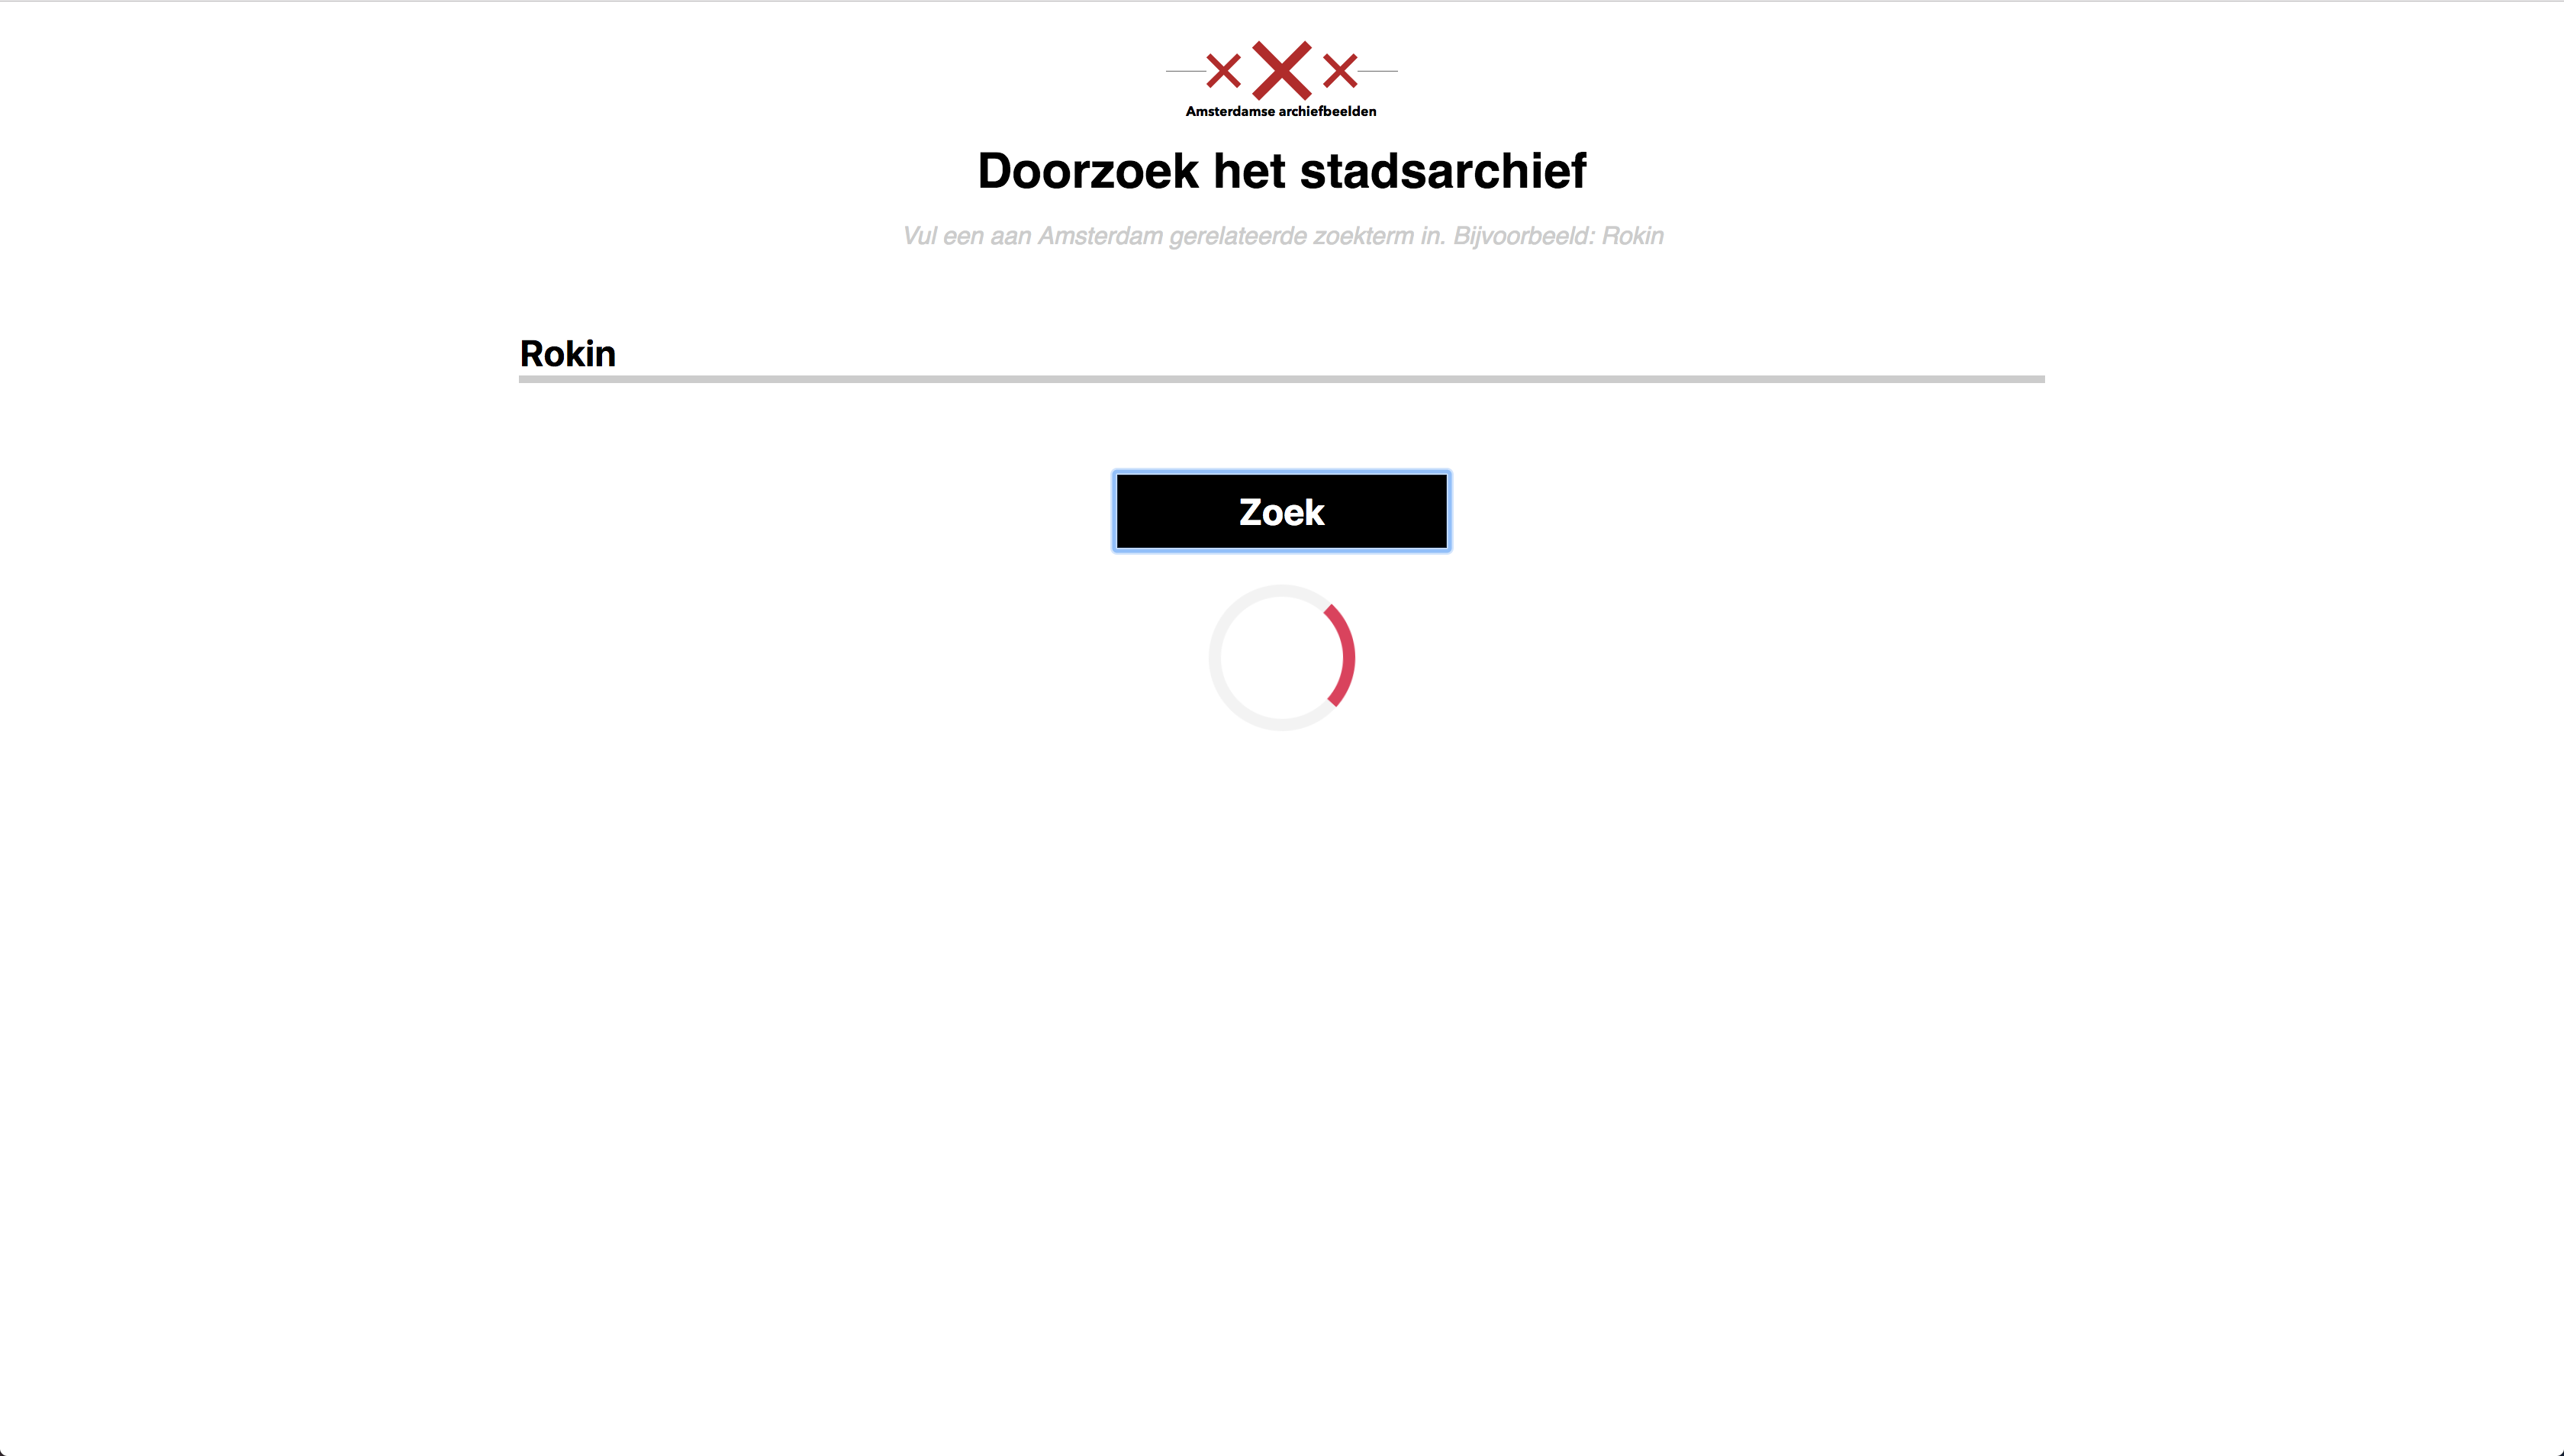 Amsterdamse archiefbeelden
Doorzoek het stadsarchief
Vul een aan Amsterdam gerelateerde zoekterm in. Bijvoorbeeld: Rokin
Rokin
Zoek